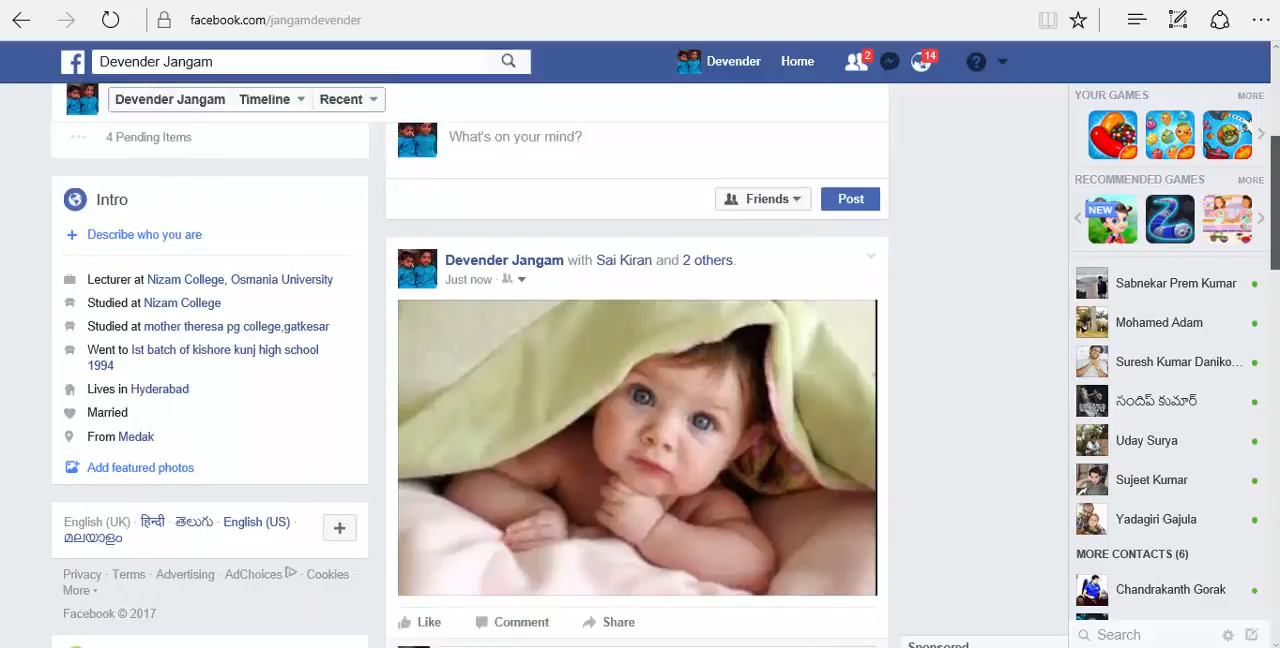 facebook.com/jangamdevender
Devender Jangam
Devender Home 2 14
Devender Jangam Timeline Recent
4 Pending Items
Intro
Describe who you are
Lecturer at Nizam College, Osmania University
Studied at Nizam College
Studied at mother theresa pg college,gatkesar
Went to Ist batch of kishore kunj high school
1994
Lives in Hyderabad
Married
From Medak
Add featured photos
English (UK) · हिन्दी · తెలుగు · English (US) ·
മലയാളം
Privacy · Terms · Advertising · AdChoices · Cookies ·
More
Facebook © 2017
What's on your mind?
Friends Post
Devender Jangam with Sai Kiran and 2 others.
Just now ·
Like Comment Share
YOUR GAMES MORE
RECOMMENDED GAMES MORE
NEW
Sabnekar Prem Kumar
Mohamed Adam
Suresh Kumar Daniko...
సందీప్ కుమార్
Uday Surya
Sujeet Kumar
Yadagiri Gajula
MORE CONTACTS (6)
Chandrakanth Gorak
Search
Sponsored